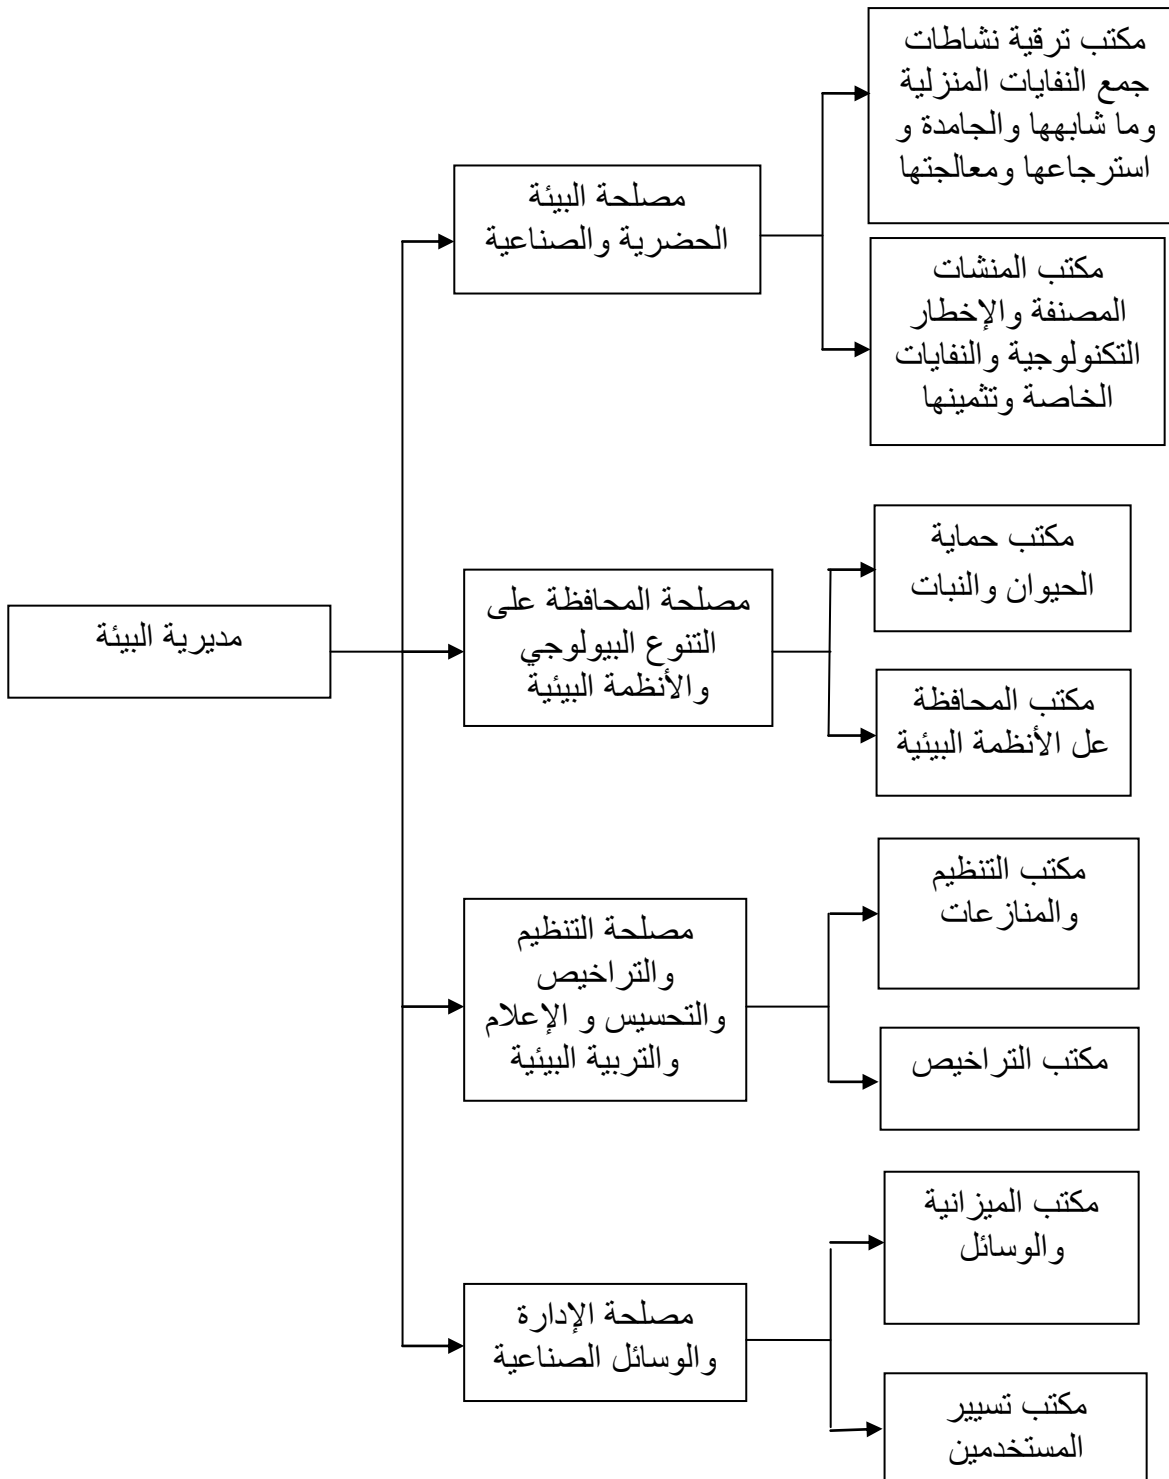 مكتب ترقية نشاطات
جمع النفايات المنزلية
وما شابهها والجامدة و
استرجاعها ومعالجتها
مصلحة البيئة
الحضرية والصناعية
مكتب المنشات
المصنفة والإخطار
التكنولوجية والنفايات
الخاصة وتثمينها
مكتب حماية
الحيوان والنبات
مديرية البيئة
مصلحة المحافظة على
التنوع البيولوجي
والأنظمة البيئية
مكتب المحافظة
عل الأنظمة البيئية
مكتب التنظيم
والمنازعات
مصلحة التنظيم
والتراخيص
والتحسيس و الإعلام
والتربية البيئية
مكتب التراخيص
مكتب الميزانية
والوسائل
مصلحة الإدارة
والوسائل الصناعية
مكتب تسيير
المستخدمين